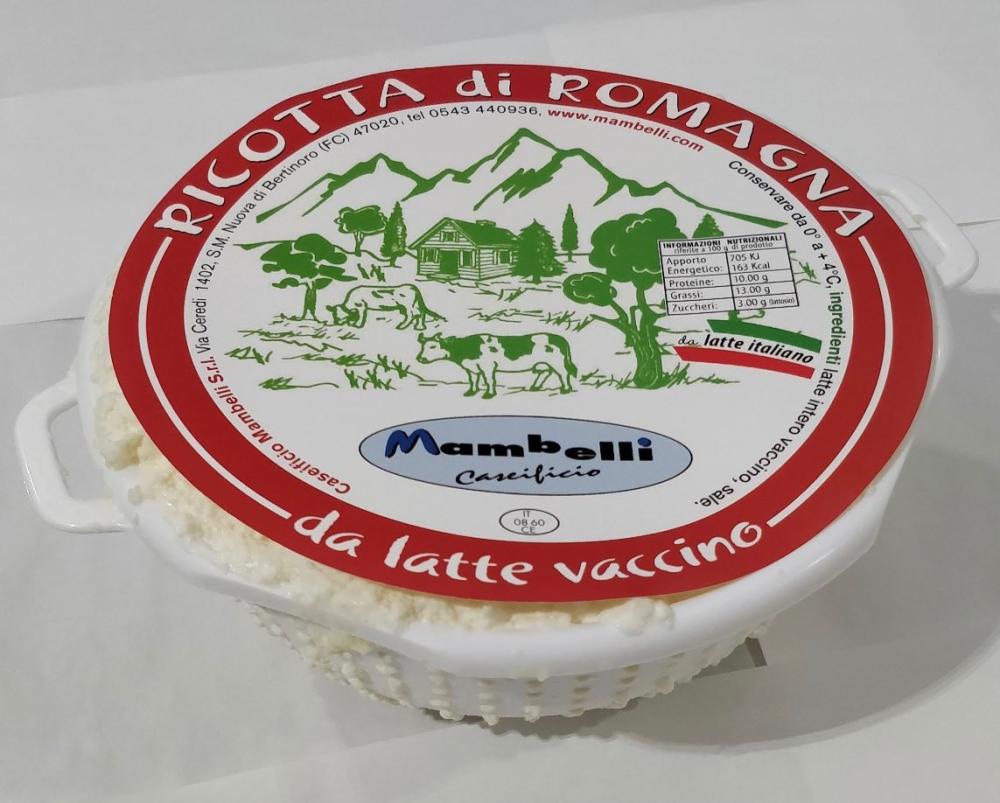 RICOTTA di ROMAGNA
Caseificio Mambelli S.r.l. Via Ceredi 1402, S.M. Nuova di Bertinoro (FC) 47020, tel 0543 440936, www.mambelli.com
Conservare da 0° a + 4°C, ingredienti latte intero vaccino, sale.
INFORMAZIONI NUTRIZIONALI
riferite a 100 g di prodotto
Apporto Energetico: 705 KJ 163 Kcal
Proteine: 10.00 g
Grassi: 13.00 g
Zuccheri: 3.00 g (lattosio)
da latte italiano
Mambelli
Caseificio
IT
08 60
CE
da latte vaccino